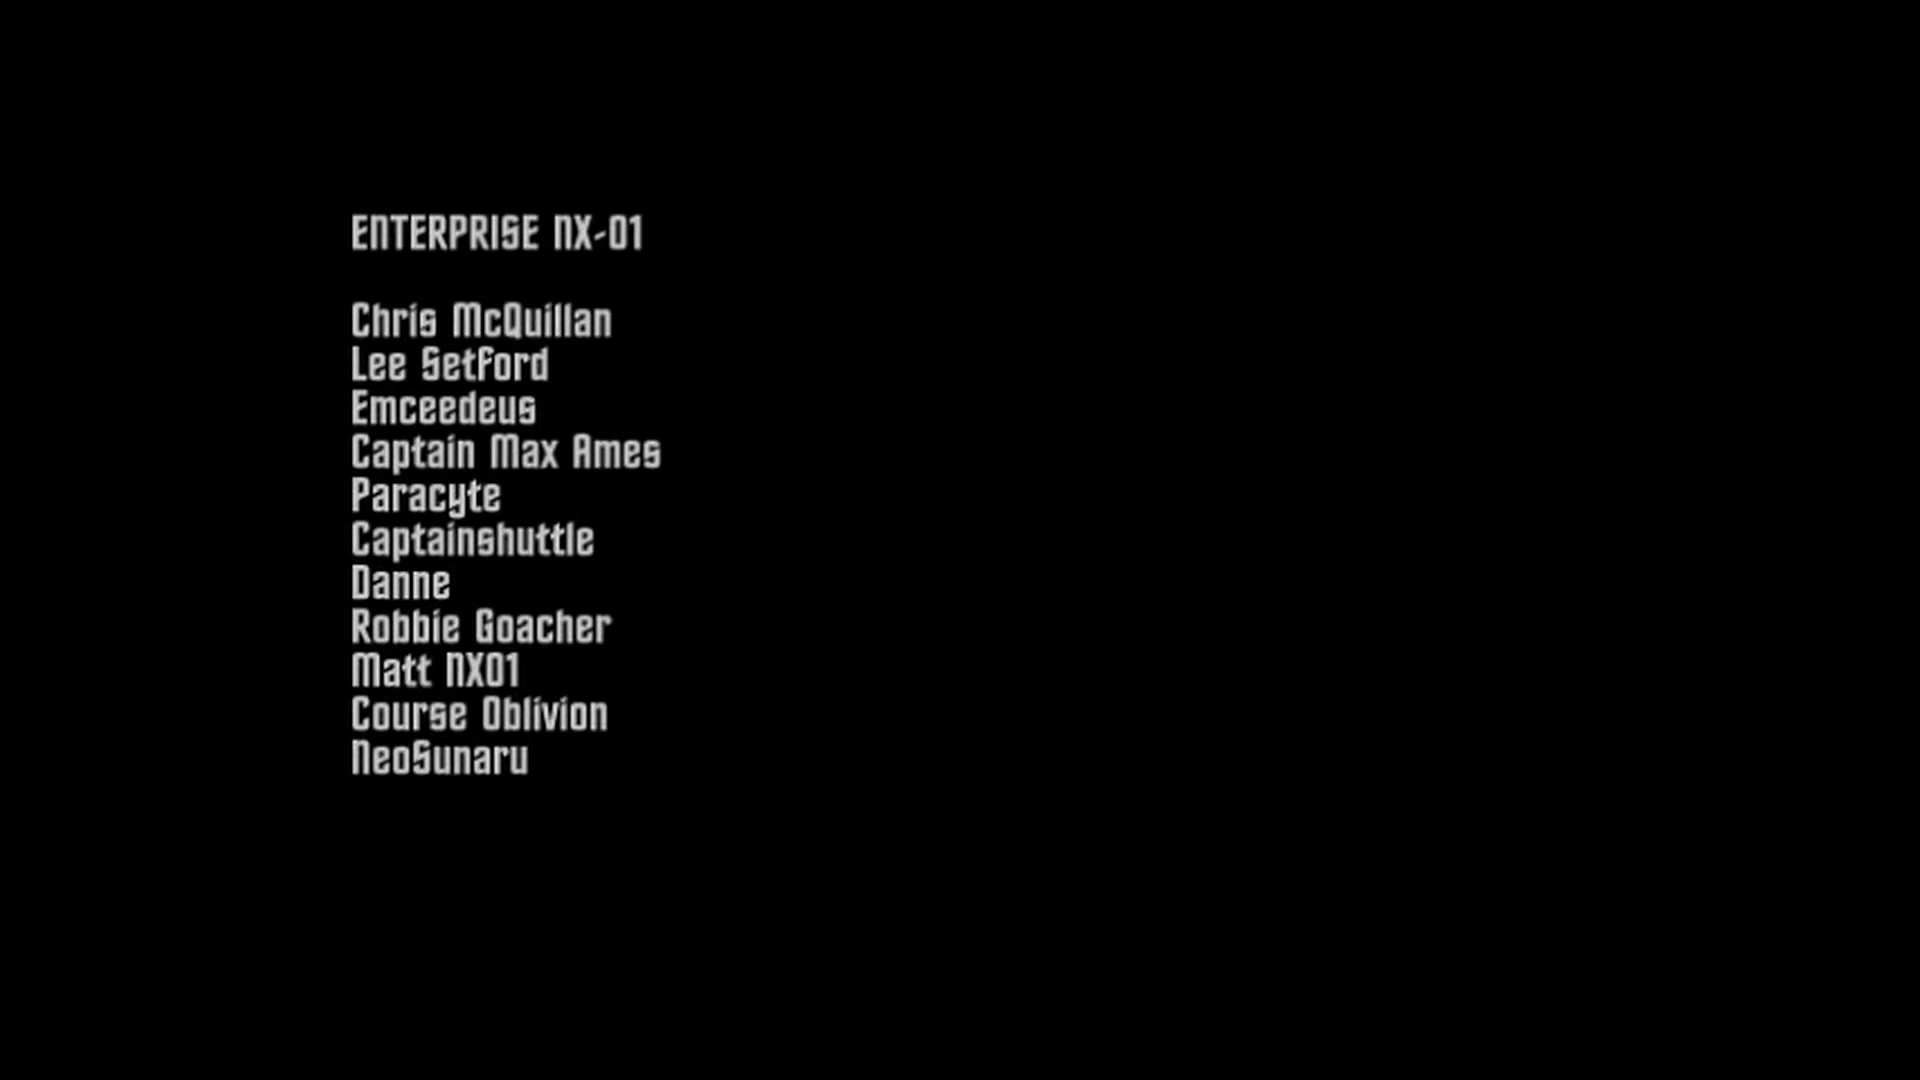 ENTERPRISE NX-01
Chris McQuillan
Lee Setford
Emceedeus
Captain Max Ames
Paracyte
Captainshuttle
Danne
Robbie Goacher
Matt NX01
Course Oblivion
NeoSunaru